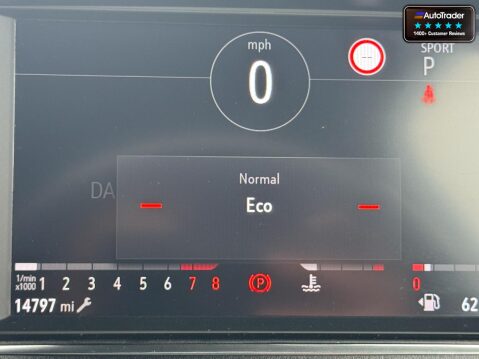 AutoTrader
1400+ Customer Reviews
mph
0
--
SPORT
P
DA
Normal
Eco
1/min
x1000
1 2 3 4 5 6 7 8
(P)
0
14797 mi
62